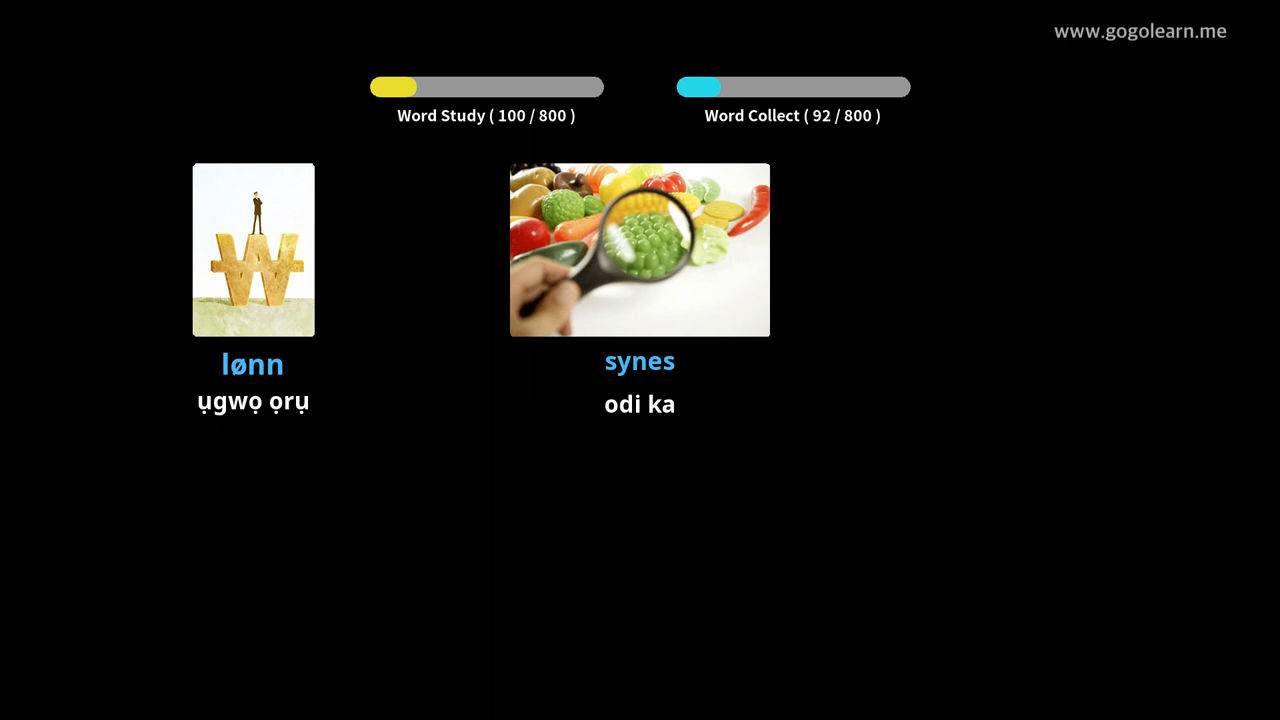 www.gogolearn.me
Word Study ( 100 / 800 )
Word Collect ( 92 / 800 )
lønn
ụgwọ ọrụ
synes
odi ka